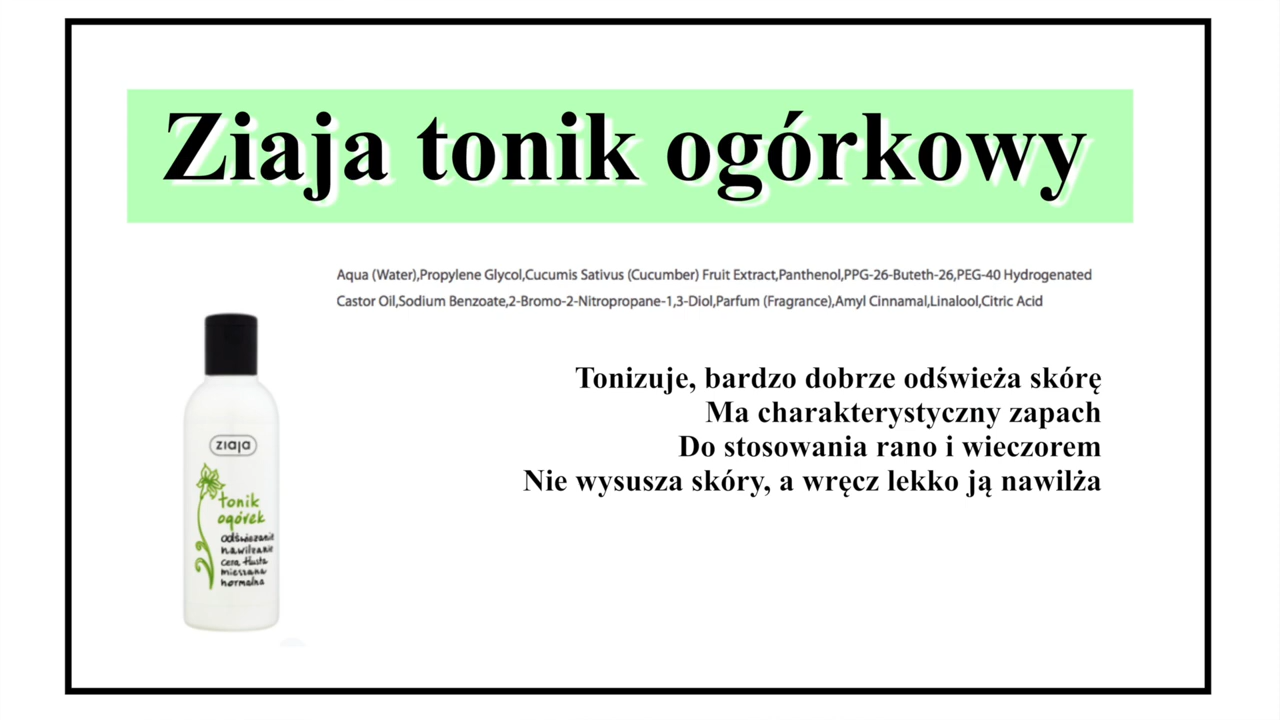 Ziaja tonik ogórkowy
Aqua (Water),Propylene Glycol,Cucumis Sativus (Cucumber) Fruit Extract,Panthenol,PPG-26-Buteth-26,PEG-40 Hydrogenated
Castor Oil,Sodium Benzoate,2-Bromo-2-Nitropropane-1,3-Diol,Parfum (Fragrance),Amyl Cinnamal,Linalool,Citric Acid
Tonizuje, bardzo dobrze odświeża skórę
Ma charakterystyczny zapach
Do stosowania rano i wieczorem
Nie wysusza skóry, a wręcz lekko ją nawilża
ziaja
tonik
ogórek
odświeżanie
nawilżanie
cera tłusta
mieszana
normalna